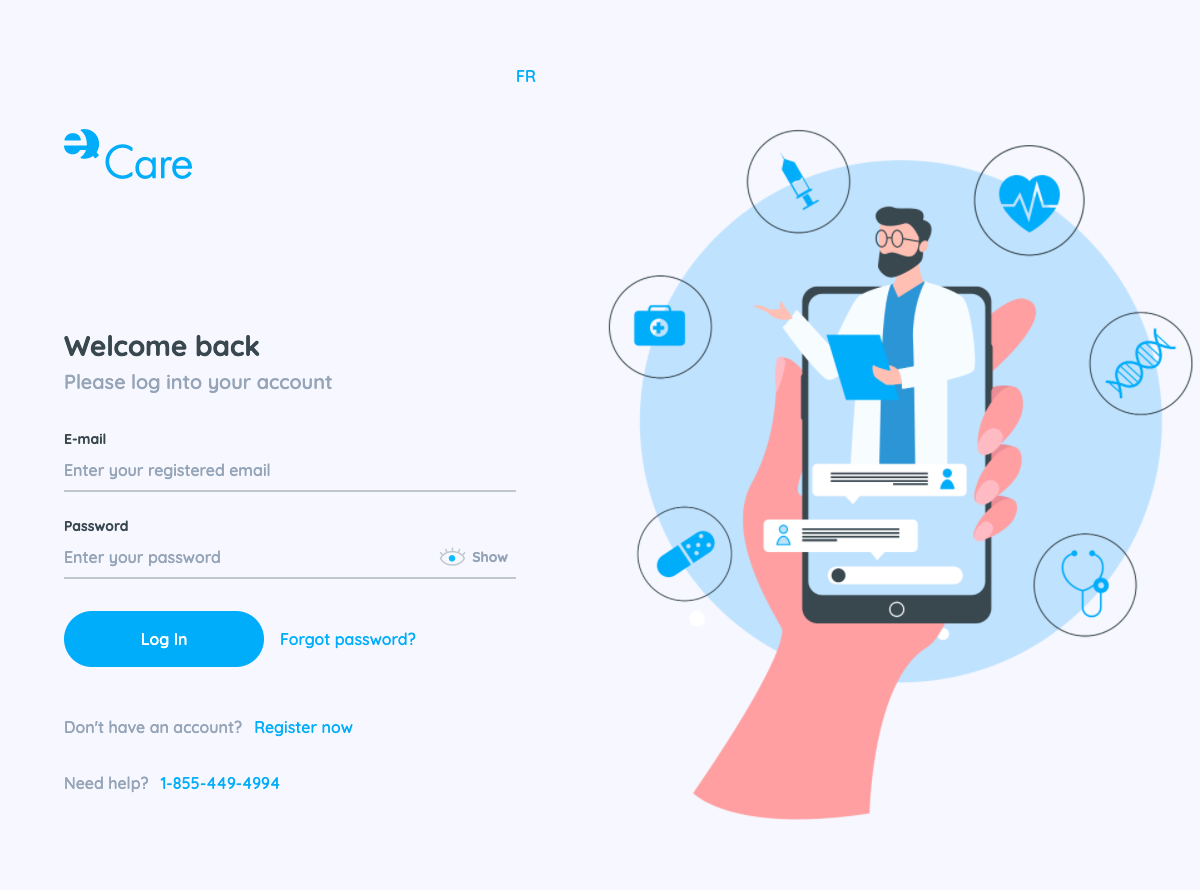 FR
eQ Care
Welcome back
Please log into your account
E-mail
Enter your registered email
Password
Enter your password Show
Log In Forgot password?
Don't have an account? Register now
Need help? 1-855-449-4994